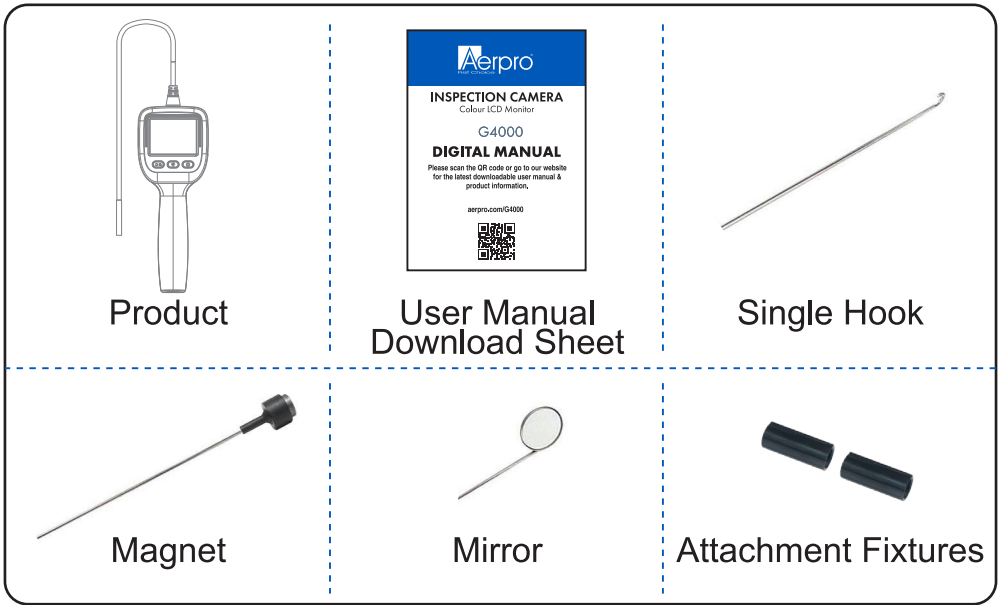 Aerpro
First Choice
INSPECTION CAMERA
Colour LCD Monitor
G4000
DIGITAL MANUAL
Please scan the QR code or go to our website
for the latest downloadable user manual &
product information.
aerpro.com/G4000
Product
User Manual
Download Sheet
Single Hook
Magnet
Mirror
Attachment Fixtures